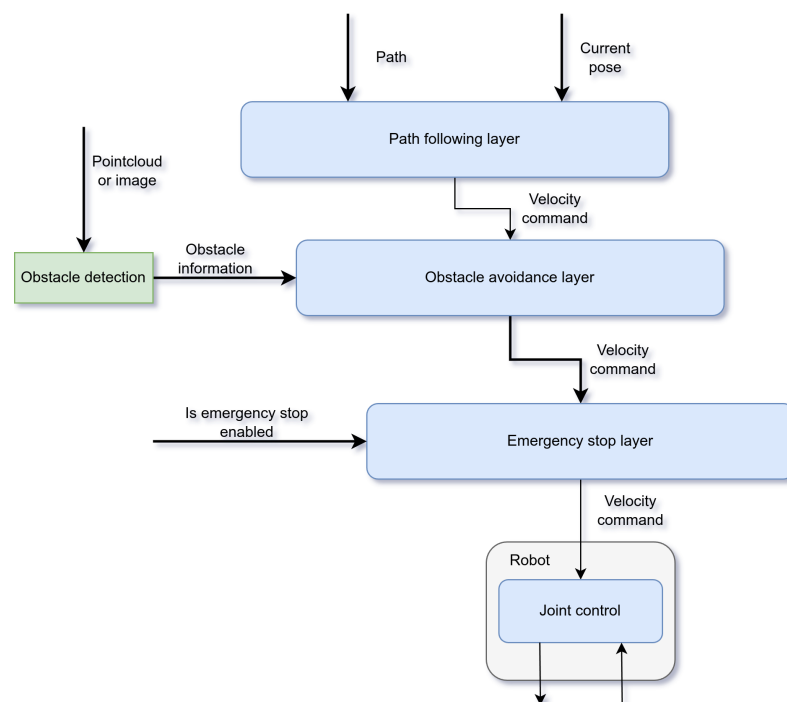 Path
Current
pose
Path following layer
Pointcloud
or image
Velocity
command
Obstacle detection
Obstacle
information
Obstacle avoidance layer
Velocity
command
Is emergency stop
enabled
Emergency stop layer
Velocity
command
Robot
Joint control